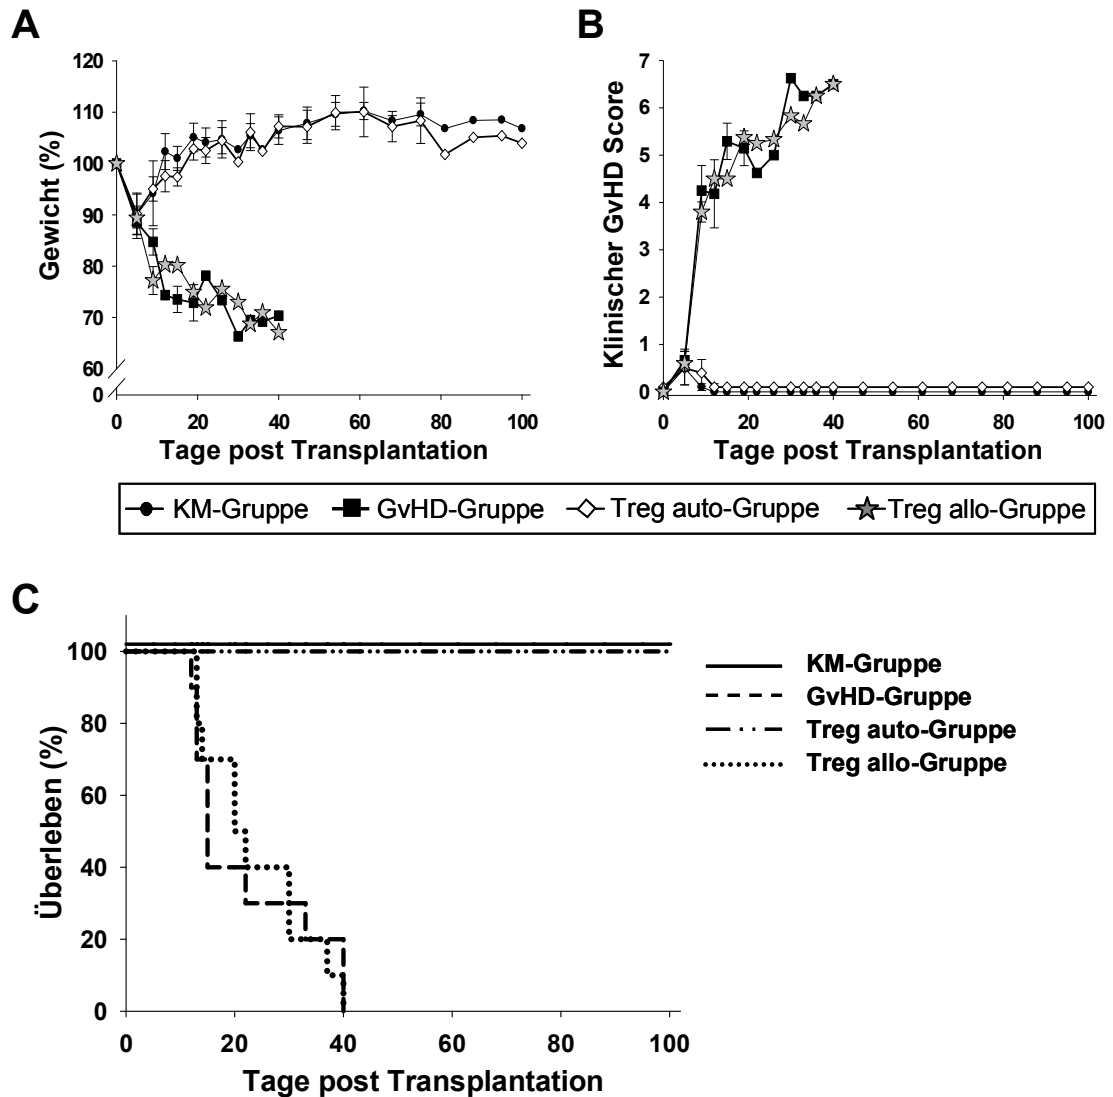 A
B
120
110
100
90
80
70
60
0
Gewicht (%)
0 20 40 60 80 100
Tage post Transplantation
7
6
5
4
3
2
1
0
Klinischer GvHD Score
0 20 40 60 80 100
Tage post Transplantation
KM-Gruppe GvHD-Gruppe Treg auto-Gruppe Treg allo-Gruppe
C
100
80
60
40
20
0
Überleben (%)
0 20 40 60 80 100
Tage post Transplantation
KM-Gruppe
GvHD-Gruppe
Treg auto-Gruppe
Treg allo-Gruppe